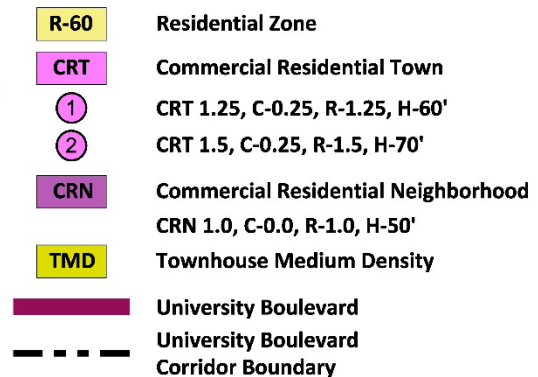 R-60 Residential Zone
CRT Commercial Residential Town
1 CRT 1.25, C-0.25, R-1.25, H-60'
2 CRT 1.5, C-0.25, R-1.5, H-70'
CRN Commercial Residential Neighborhood
CRN 1.0, C-0.0, R-1.0, H-50'
TMD Townhouse Medium Density
University Boulevard
University Boulevard
Corridor Boundary